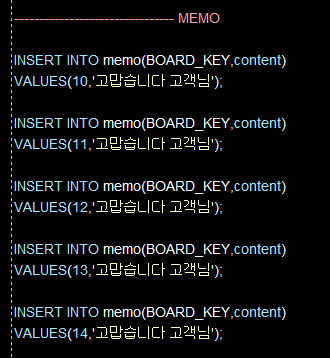 -------------------------------- MEMO
INSERT INTO memo(BOARD_KEY,content)
VALUES(10,'고맙습니다 고객님');
INSERT INTO memo(BOARD_KEY,content)
VALUES(11,'고맙습니다 고객님');
INSERT INTO memo(BOARD_KEY,content)
VALUES(12,'고맙습니다 고객님');
INSERT INTO memo(BOARD_KEY,content)
VALUES(13,'고맙습니다 고객님');
INSERT INTO memo(BOARD_KEY,content)
VALUES(14,'고맙습니다 고객님');